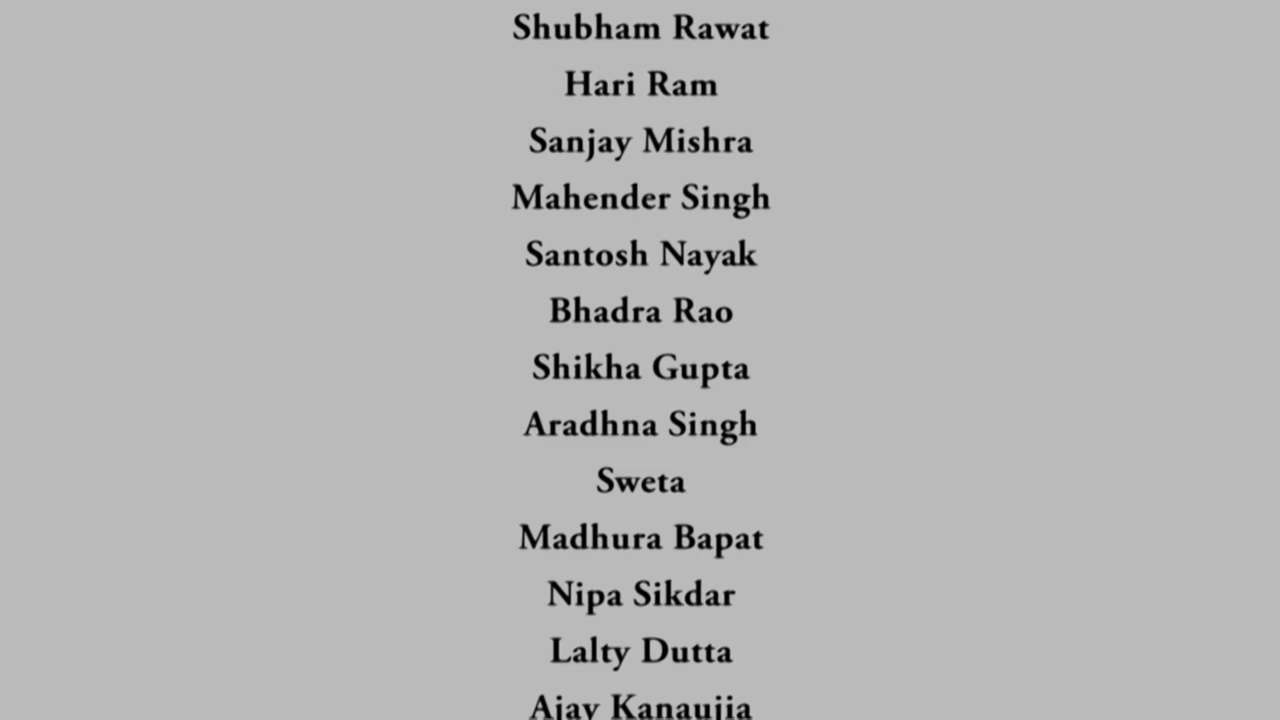 Shubham Rawat
Hari Ram
Sanjay Mishra
Mahender Singh
Santosh Nayak
Bhadra Rao
Shikha Gupta
Aradhna Singh
Sweta
Madhura Bapat
Nipa Sikdar
Lalty Dutta
Ajay Kanaujia